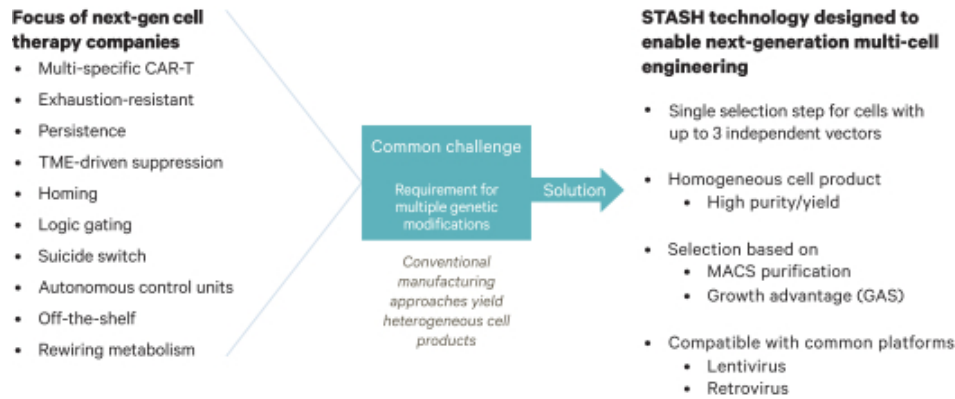 Focus of next-gen cell
therapy companies
• Multi-specific CAR-T
• Exhaustion-resistant
• Persistence
• TME-driven suppression
• Homing
• Logic gating
• Suicide switch
• Autonomous control units
• Off-the-shelf
• Rewiring metabolism
Common challenge
Requirement for
multiple genetic
modifications
Conventional
manufacturing
approaches yield
heterogeneous cell
products
Solution
STASH technology designed to
enable next-generation multi-cell
engineering
• Single selection step for cells with
up to 3 independent vectors
• Homogeneous cell product
• High purity/yield
• Selection based on
• MACS purification
• Growth advantage (GAS)
• Compatible with common platforms
• Lentivirus
• Retrovirus